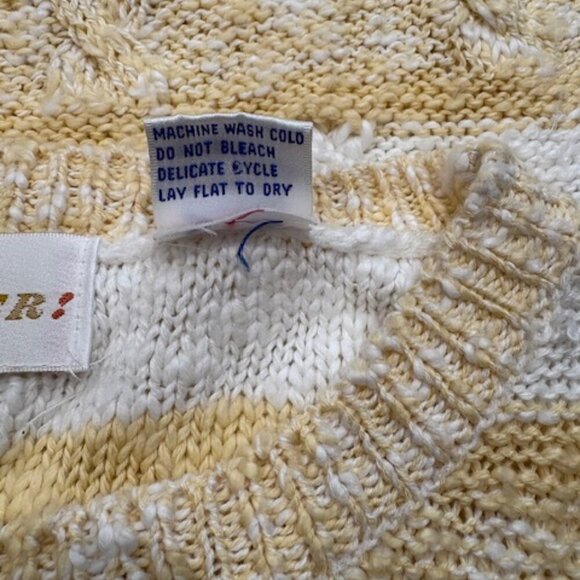 MACHINE WASH COLD
DO NOT BLEACH
DELICATE CYCLE
LAY FLAT TO DRY
R!